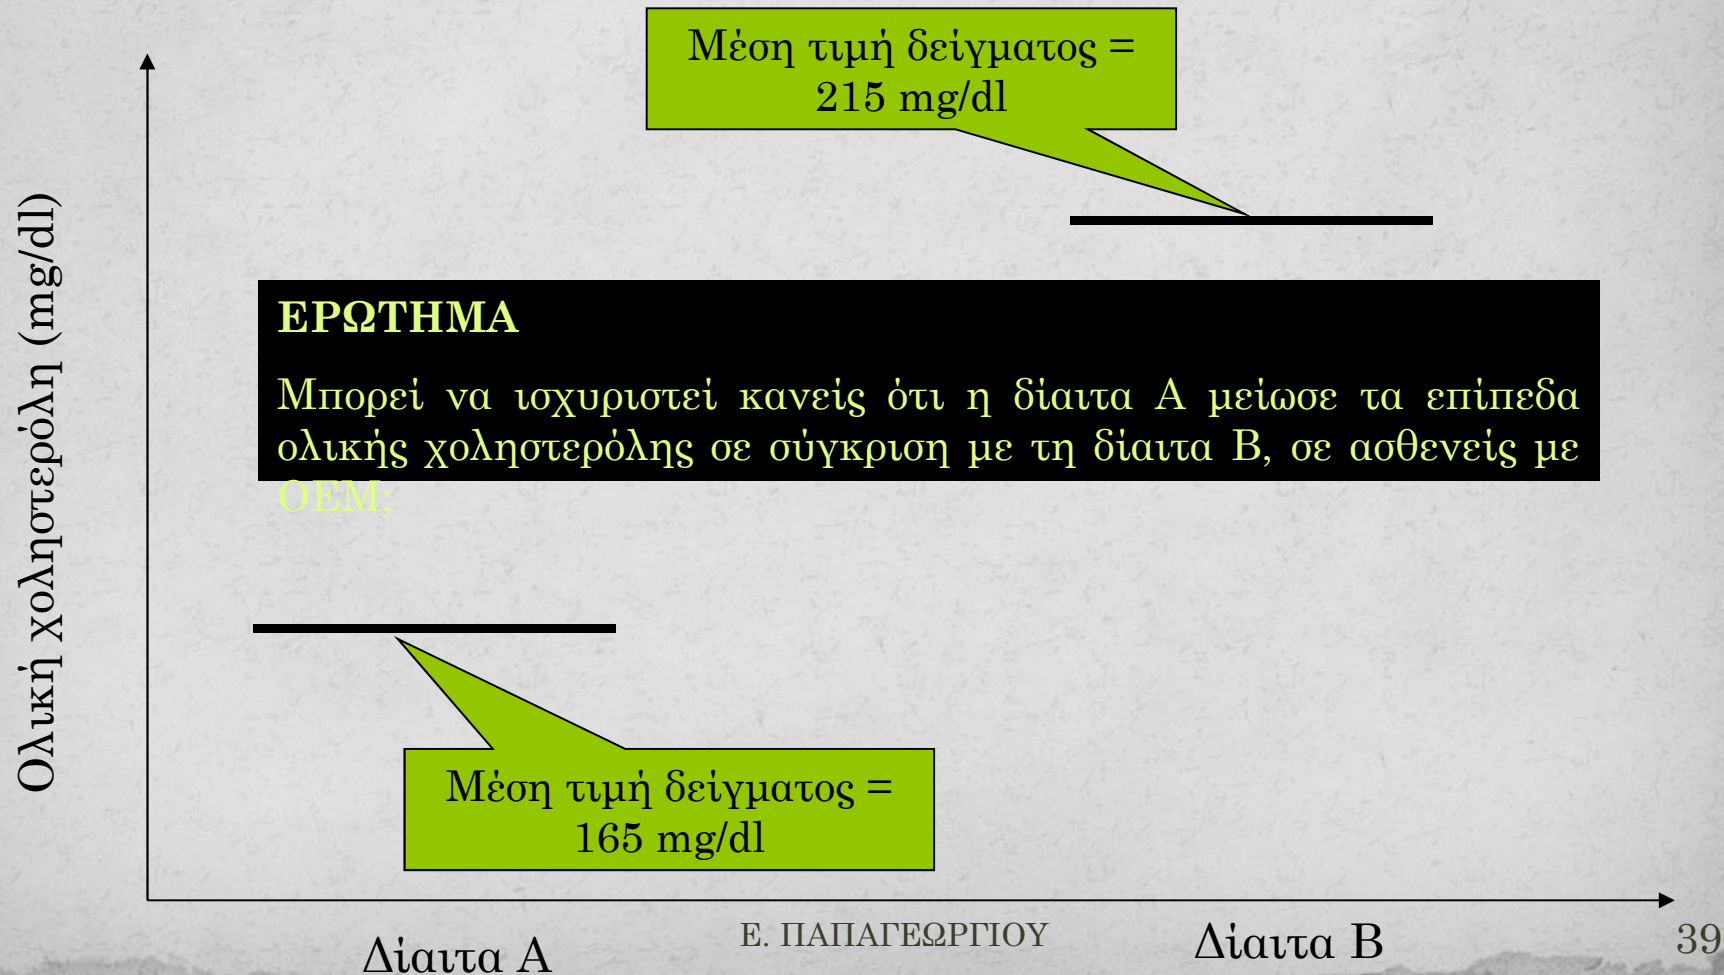 Μέση τιμή δείγματος =
215 mg/dl
Ολική χοληστερόλη (mg/dl)
ΕΡΩΤΗΜΑ
Μπορεί να ισχυριστεί κανείς ότι η δίαιτα Α μείωσε τα επίπεδα
ολικής χοληστερόλης σε σύγκριση με τη δίαιτα Β, σε ασθενείς με
ΟΕΜ;
Μέση τιμή δείγματος =
165 mg/dl
Δίαιτα Α
Ε. ΠΑΠΑΓΕΩΡΓΙΟΥ
Δίαιτα Β
39